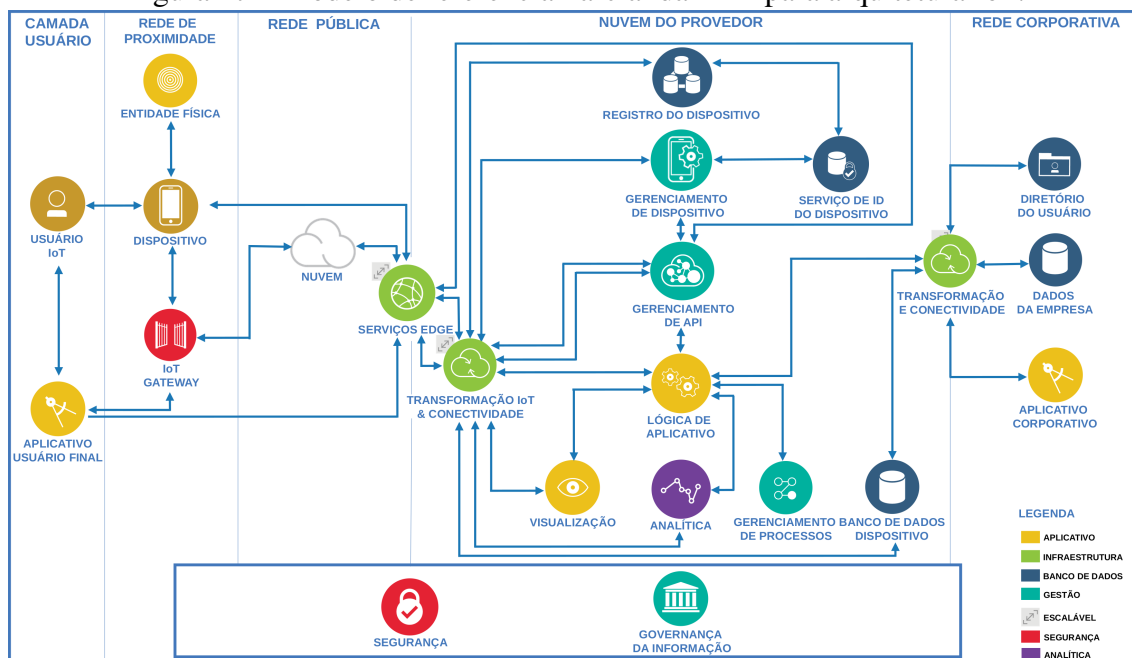 CAMADA
USUÁRIO
REDE DE
PROXIMIDADE
REDE PÚBLICA
NUVEM DO PROVEDOR
REDE CORPORATIVA
ENTIDADE FÍSICA
REGISTRO DO DISPOSITIVO
GERENCIAMENTO
DE DISPOSITIVO
SERVIÇO DE ID
DO DISPOSITIVO
DIRETÓRIO
DO USUÁRIO
USUÁRIO
IoT
DISPOSITIVO
NUVEM
GERENCIAMENTO
DE API
TRANSFORMAÇÃO
E CONECTIVIDADE
DADOS
DA EMPRESA
SERVIÇOS EDGE
IoT
GATEWAY
TRANSFORMAÇÃO IoT
& CONECTIVIDADE
LÓGICA DE
APLICATIVO
APLICATIVO
CORPORATIVO
APLICATIVO
USUÁRIO FINAL
VISUALIZAÇÃO
ANALÍTICA
GERENCIAMENTO
DE PROCESSOS
BANCO DE DADOS
DISPOSITIVO
LEGENDA
APLICATIVO
INFRAESTRUTURA
BANCO DE DADOS
GESTÃO
ESCALÁVEL
SEGURANÇA
ANALÍTICA
SEGURANÇA
GOVERNANÇA
DA INFORMAÇÃO